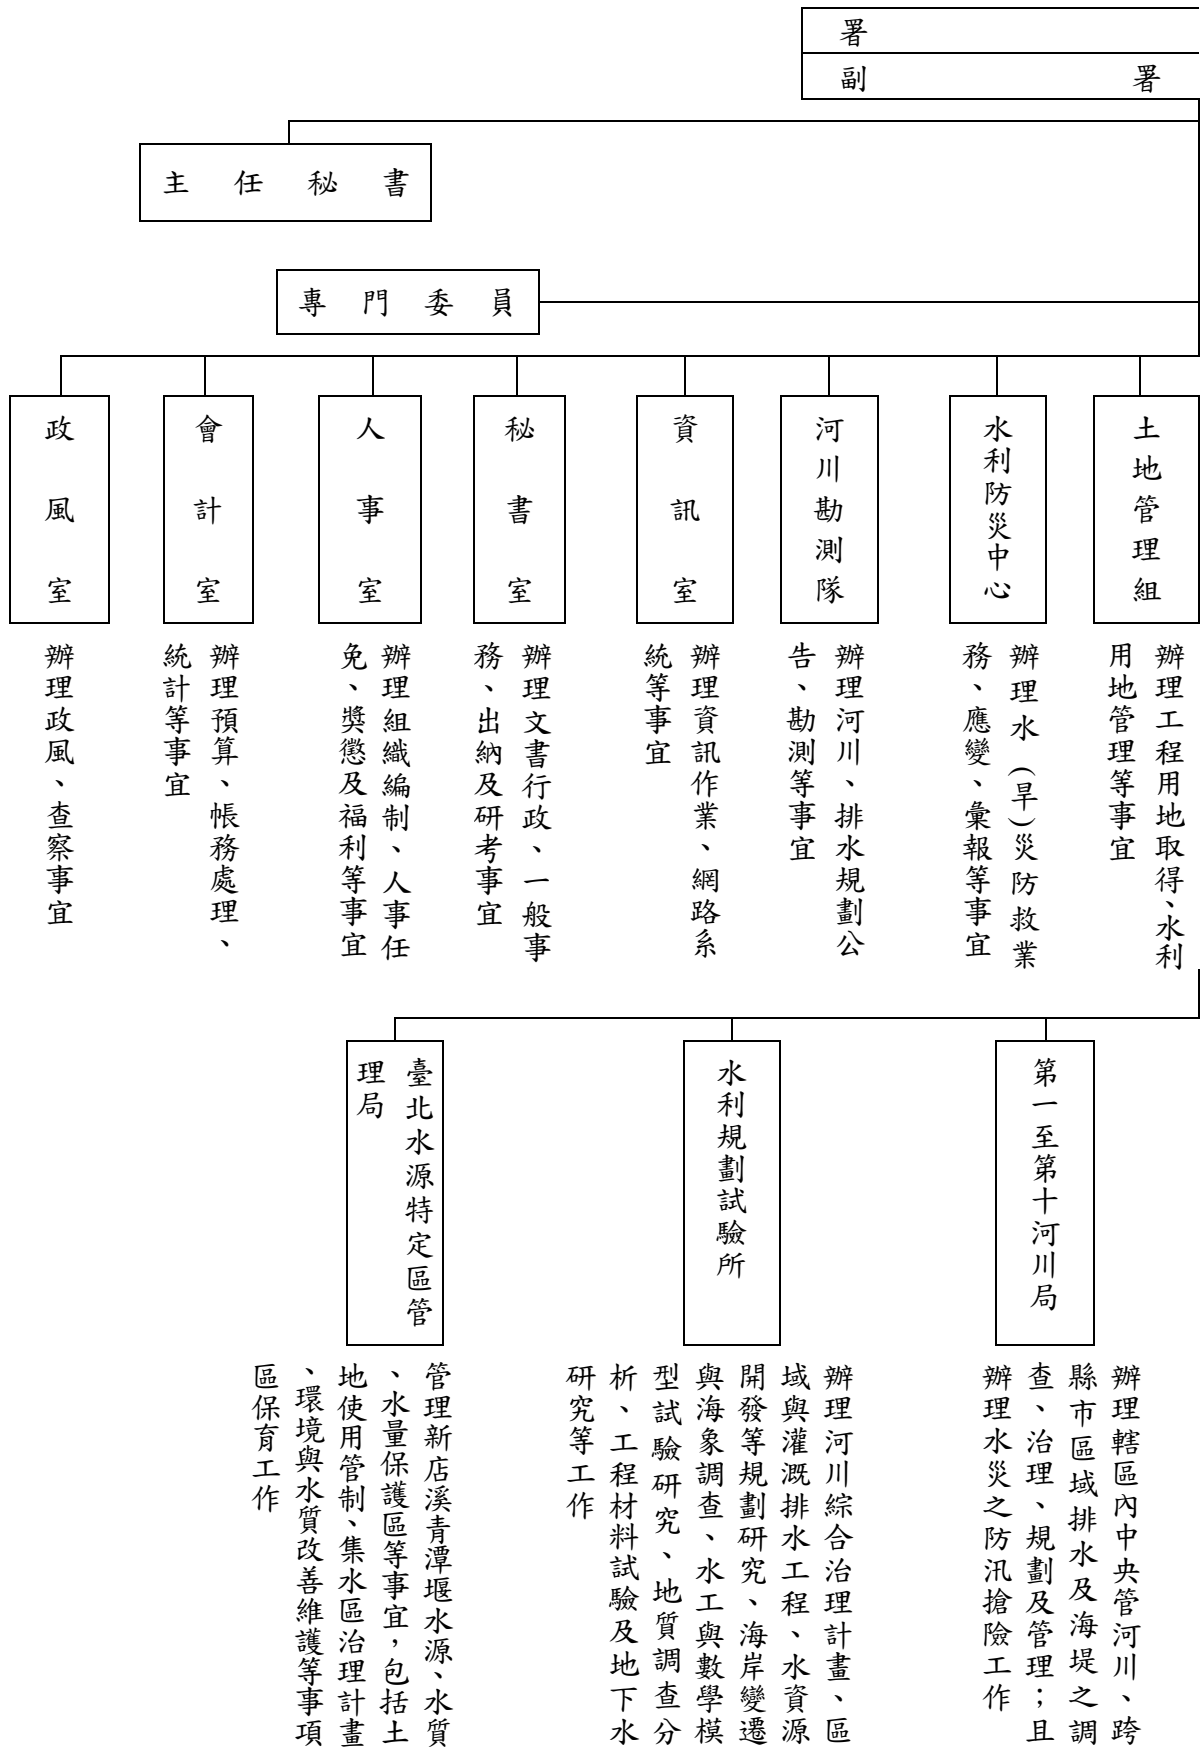 署
副署
主任秘書
專門委員
土地管理組
辦理工程用地取得、水利
用地管理等事宜
水利防災中心
辦理水(旱)災防救業
務、應變、彙報等事宜
河川勘測隊
辦理河川、排水規劃公
告、勘測等事宜
資訊室
辦理資訊作業、網路系
統等事宜
秘書室
辦理文書行政、一般事
務、出納及研考事宜
人事室
辦理組織編制、人事任
免、獎懲及福利等事宜
會計室
辦理預算、帳務處理、
統計等事宜
政風室
辦理政風、查察事宜
第一至第十河川局
辦理轄區內中央管河川、跨
縣市區域排水及海堤之調
查、治理、規劃及管理；且
辦理水災之防汛搶險工作
水利規劃試驗所
辦理河川綜合治理計畫、區
域與灌溉排水工程、水資源
開發等規劃研究、海岸變遷
與海象調查、水工與數學模
型試驗研究、地質調查分
析、工程材料試驗及地下水
研究等工作
臺北水源特定區管
理局
管理新店溪青潭堰水源、水質
、水量保護區等事宜，包括土
地使用管制、集水區治理計畫
、環境與水質改善維護等事項
區保育工作